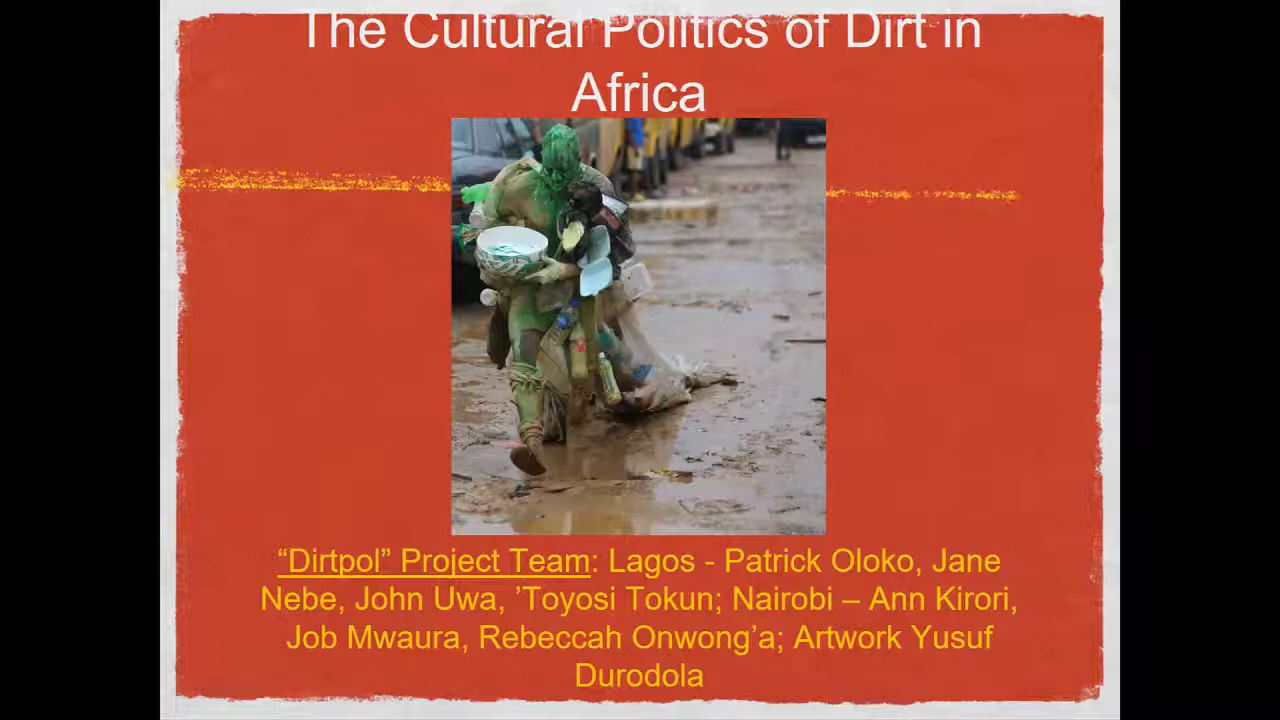 The Cultural Politics of Dirt in
Africa
“Dirtpol” Project Team: Lagos - Patrick Oloko, Jane
Nebe, John Uwa, ’Toyosi Tokun; Nairobi – Ann Kirori,
Job Mwaura, Rebeccah Onwong’a; Artwork Yusuf
Durodola